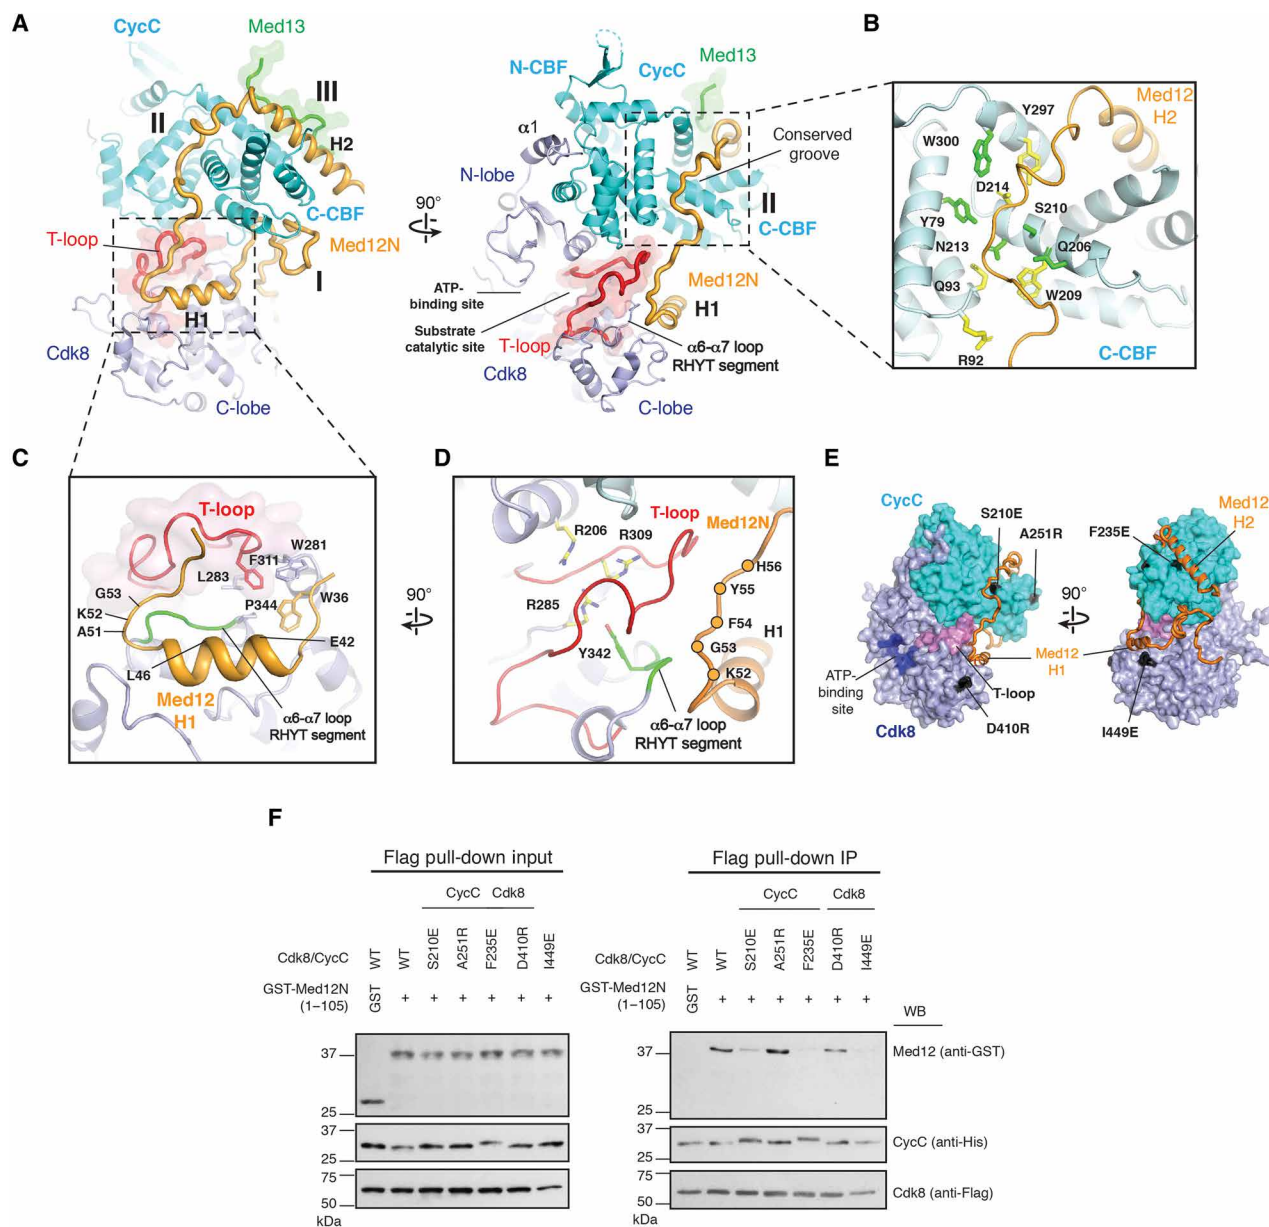 A
CycC
Med13
III
II
H2
C-CBF
T-loop
Med12N
I
H1
Cdk8
C-lobe
90°
N-CBF
CycC
Med13
α1
Conserved
groove
N-lobe
II
C-CBF
Med12N
ATP-
binding site
H1
Substrate
catalytic site
T-loop
α6-α7 loop
RHYT segment
Cdk8
C-lobe
B
Med12
H2
Y297
W300
D214
S210
Y79
N213
Q206
Q93
W209
R92
C-CBF
C
T-loop
W281
F311
L283
G53
P344
W36
K52
A51
E42
L46
Med12
H1
α6-α7 loop
RHYT segment
90°
D
T-loop
Med12N
R206
R309
H56
R285
Y55
F54
H1
Y342
G53
K52
α6-α7 loop
RHYT segment
E
CycC
S210E
A251R
Med12
H2
F235E
90°
Med12
H1
ATP-
binding
site
T-loop
Cdk8
D410R
I449E
F
Flag pull-down input
Flag pull-down IP
CycC Cdk8
CycC Cdk8
Cdk8/CycC WT WT S210E A251R F235E D410R I449E
Cdk8/CycC WT WT S210E A251R F235E D410R I449E
GST-Med12N
(1–105) GST + + + + + +
GST-Med12N
(1–105) GST + + + + + +
WB
37
25
37
25
75
50
kDa
37
25
37
25
75
50
kDa
Med12 (anti-GST)
CycC (anti-His)
Cdk8 (anti-Flag)